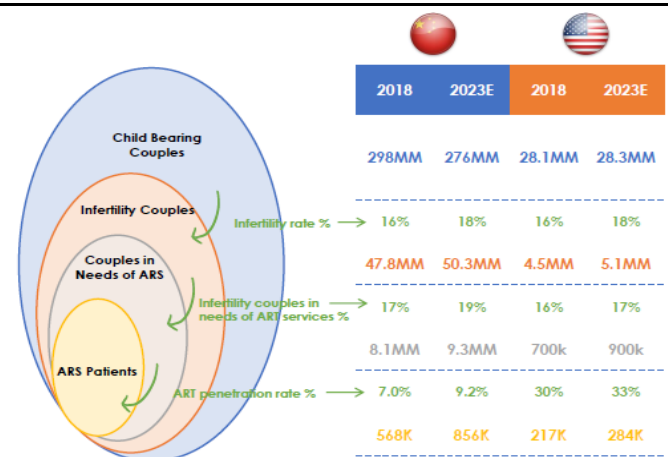 2018 2023E 2018 2023E
Child Bearing
Couples
298MM 276MM 28.1MM 28.3MM
Infertility Couples
Infertility rate % 16% 18% 16% 18%
Couples in
Needs of ARS
47.8MM 50.3MM 4.5MM 5.1MM
Infertility couples in
needs of ART services % 17% 19% 16% 17%
8.1MM 9.3MM 700k 900k
ARS Patients
ART penetration rate % 7.0% 9.2% 30% 33%
568K 856K 217K 284K